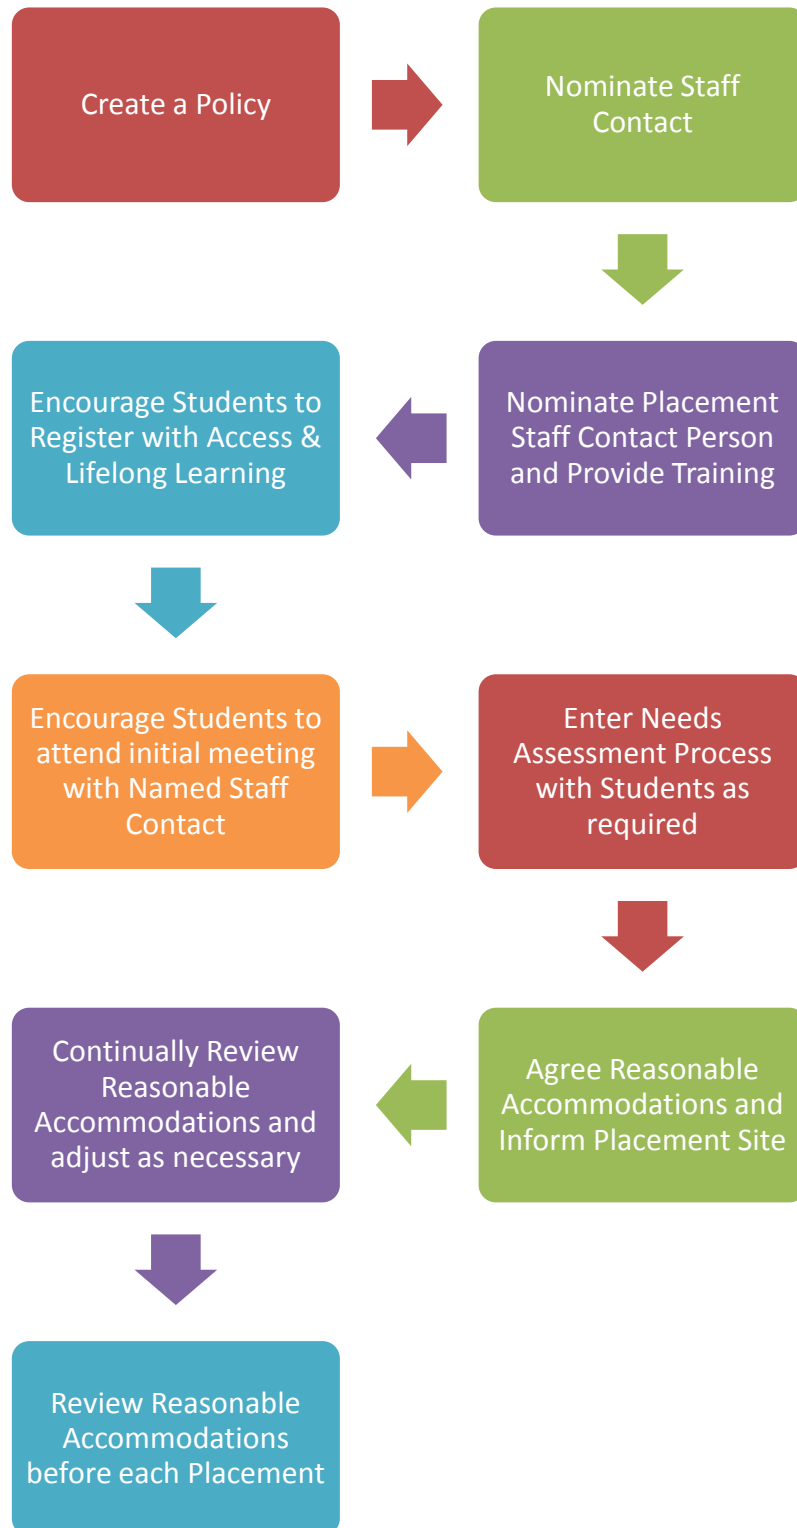 Create a Policy
Nominate Staff
Contact
Nominate Placement
Staff Contact Person
and Provide Training
Encourage Students to
Register with Access &
Lifelong Learning
Encourage Students to
attend initial meeting
with Named Staff
Contact
Enter Needs
Assessment Process
with Students as
required
Agree Reasonable
Accommodations and
Inform Placement Site
Continually Review
Reasonable
Accommodations and
adjust as necessary
Review Reasonable
Accommodations
before each Placement